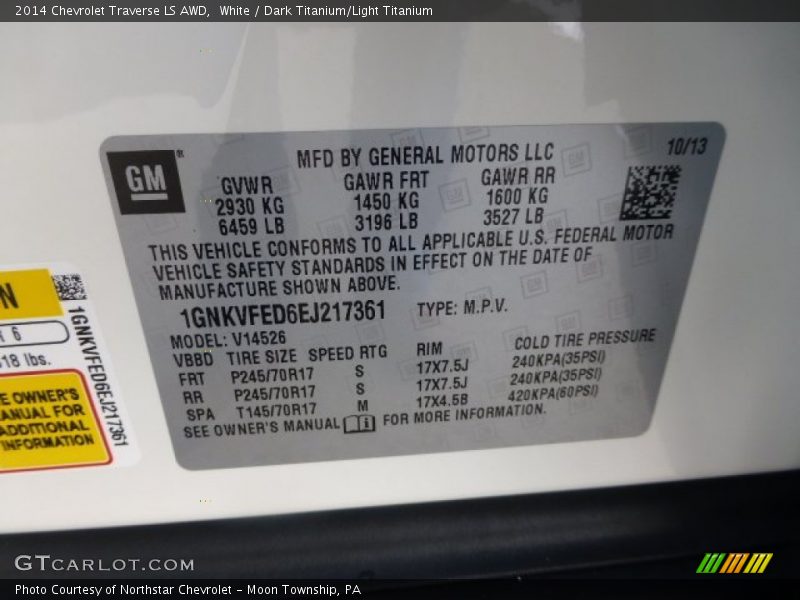 2014 Chevrolet Traverse LS AWD,  White / Dark Titanium/Light Titanium
GM®
MFD BY GENERAL MOTORS LLC
10/13
GVWR GAWR FRT GAWR RR
2930 KG 1450 KG 1600 KG
6459 LB 3196 LB 3527 LB
THIS VEHICLE CONFORMS TO ALL APPLICABLE U.S. FEDERAL MOTOR
VEHICLE SAFETY STANDARDS IN EFFECT ON THE DATE OF
MANUFACTURE SHOWN ABOVE.
1GNKVFED6EJ217361 TYPE: M.P.V.
MODEL: V14526
VBBD TIRE SIZE SPEED RTG RIM COLD TIRE PRESSURE
FRT P245/70R17 S 17X7.5J 240KPA(35PSI)
RR P245/70R17 S 17X7.5J 240KPA(35PSI)
SPA T145/70R17 M 17X4.5B 420KPA(60PSI)
SEE OWNER'S MANUAL FOR MORE INFORMATION.
N
6
18 lbs.
E OWNER'S
ANUAL FOR
ADDITIONAL
INFORMATION
1GNKVFED6EJ217361
GTCARLOT.COM
Photo Courtesy of Northstar Chevrolet - Moon Township, PA